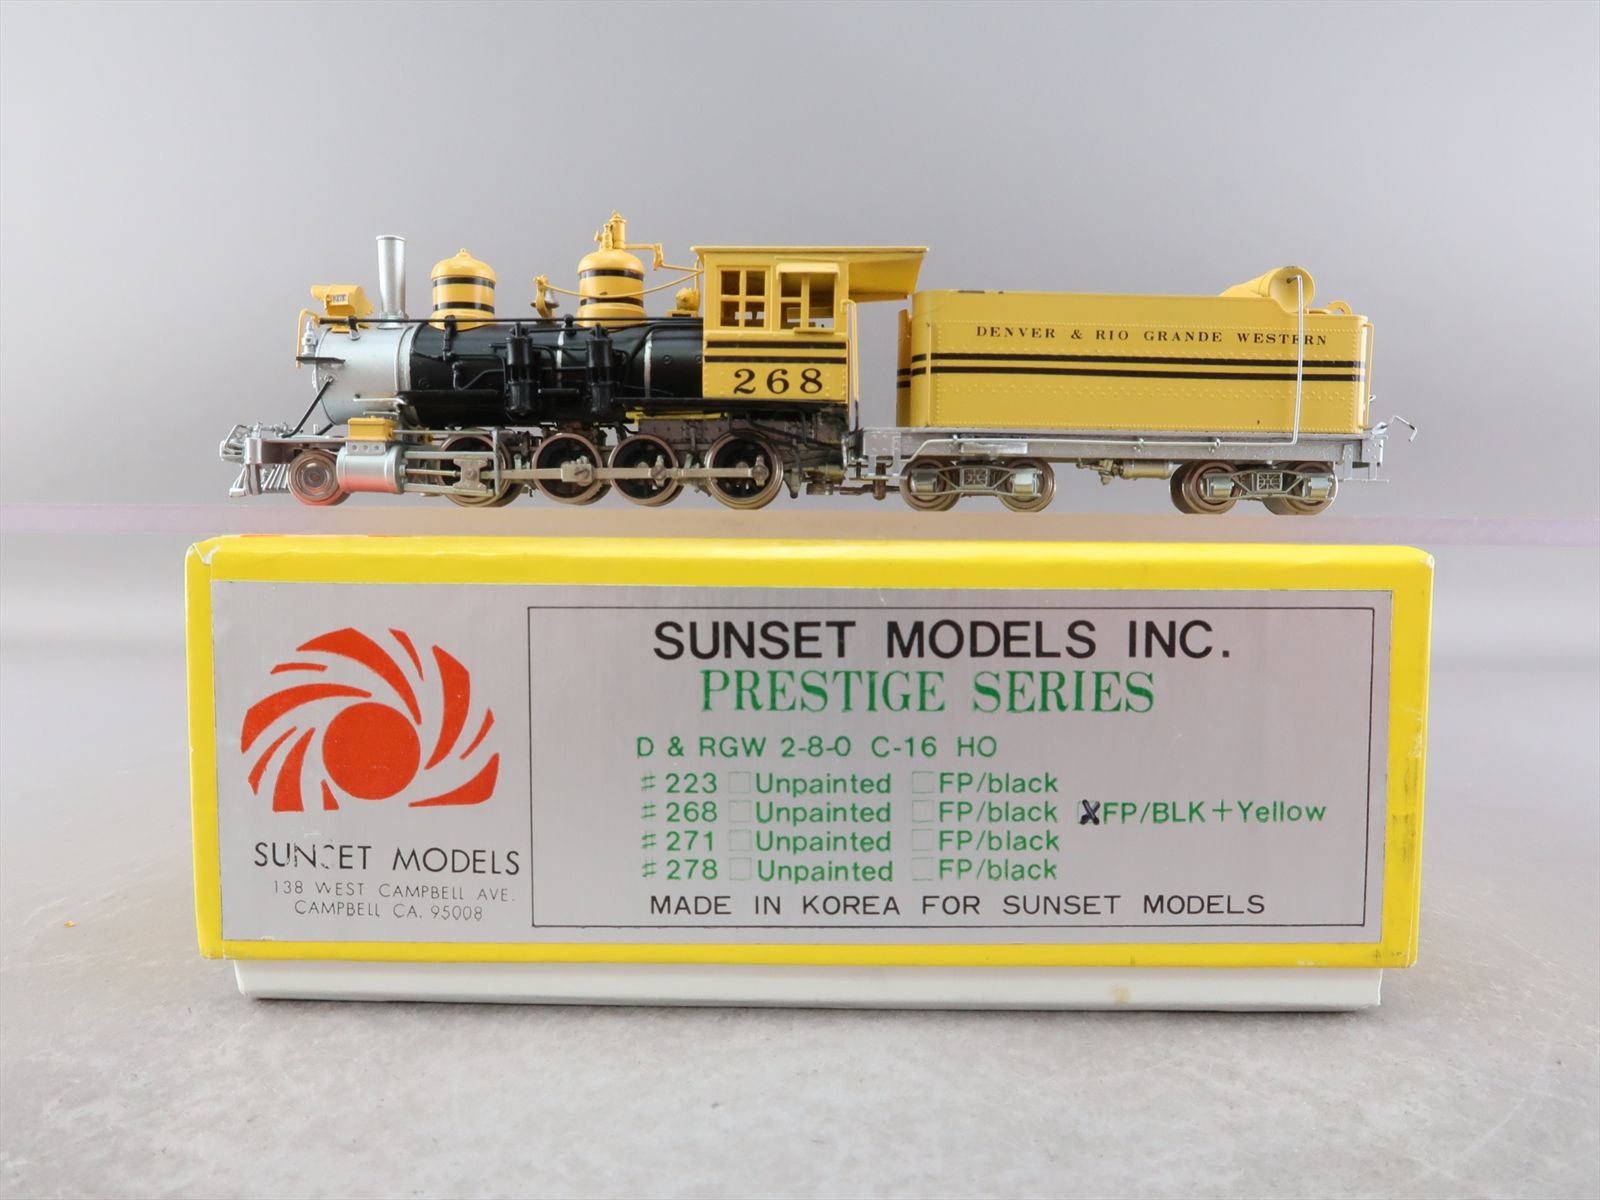 DENVER & RIO GRANDE WESTERN
268
SUNSET MODELS INC.
PRESTIGE SERIES
D & RGW 2-8-0 C-16 HO
# 223 Unpainted FP/black
# 268 Unpainted FP/black XFP/BLK+Yellow
# 271 Unpainted FP/black
# 278 Unpainted FP/black
MADE IN KOREA FOR SUNSET MODELS
SUNSET MODELS
138 WEST CAMPBELL AVE.
CAMPBELL CA. 95008